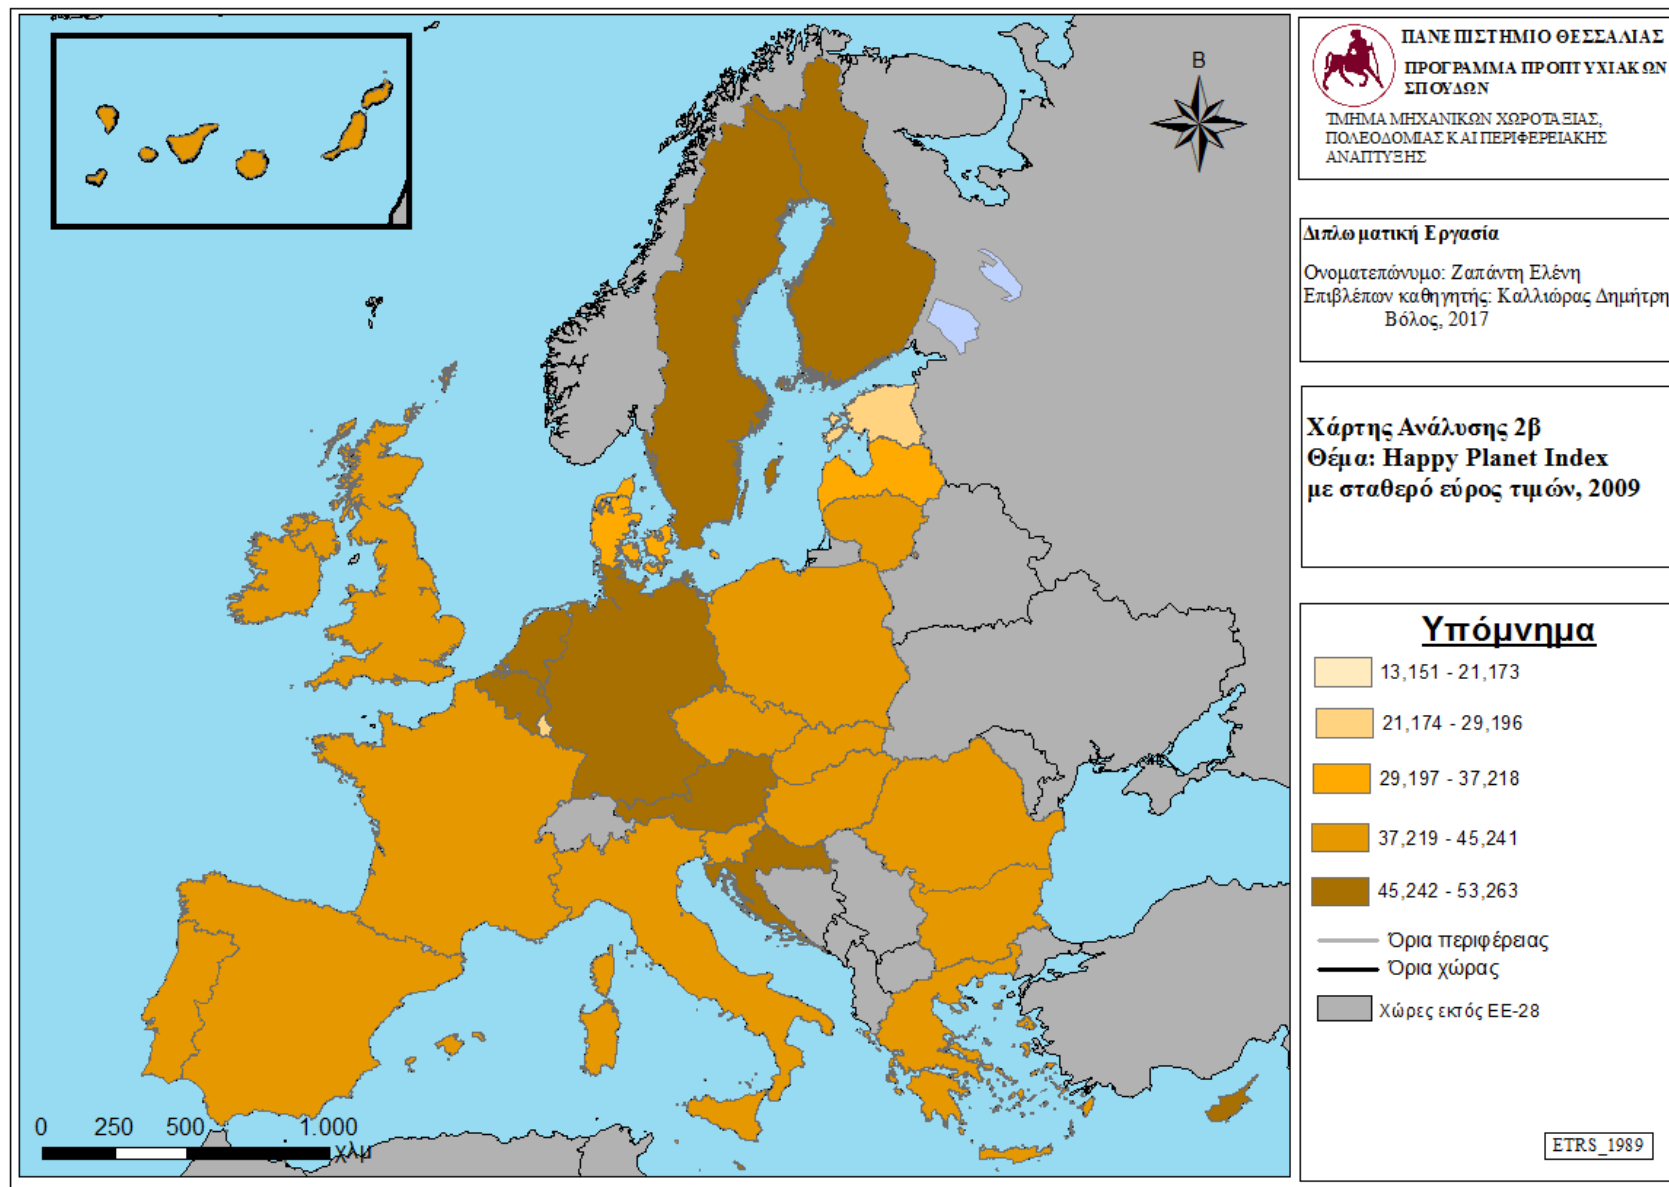 B
0 250 500 1.000
χλμ
ΠΑΝΕΠΙΣΤΗΜΙΟ ΘΕΣΣΑΛΙΑΣ
ΠΡΟΓΡΑΜΜΑ ΠΡΟΠΤΥΧΙΑΚΩΝ
ΣΠΟΥΔΩΝ
ΤΜΗΜΑ ΜΗΧΑΝΙΚΩΝ ΧΩΡΟΤΑΞΙΑΣ,
ΠΟΛΕΟΔΟΜΙΑΣ ΚΑΙ ΠΕΡΙΦΕΡΕΙΑΚΗΣ
ΑΝΑΠΤΥΞΗΣ
Διπλωματική Εργασία
Ονοματεπώνυμο: Ζαπάντη Ελένη
Επιβλέπων καθηγητής: Καλλιώρας Δημήτρη
Βόλος, 2017
Χάρτης Ανάλυσης 2β
Θέμα: Happy Planet Index
με σταθερό εύρος τιμών, 2009
Υπόμνημα
13,151 - 21,173
21,174 - 29,196
29,197 - 37,218
37,219 - 45,241
45,242 - 53,263
Όρια περιφέρειας
Όρια χώρας
Χώρες εκτός ΕΕ-28
ETRS_1989